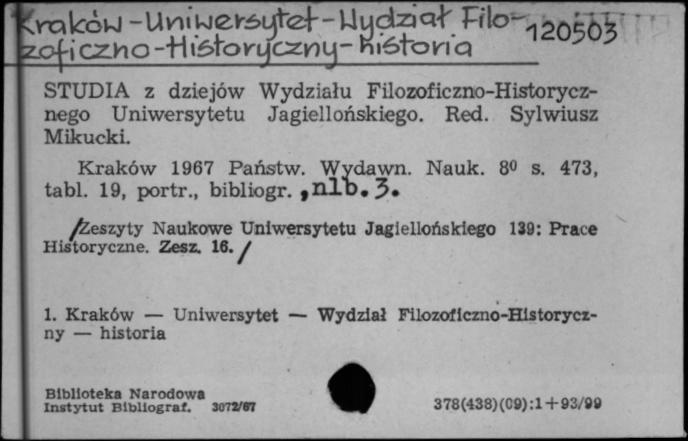 Kraków-Uniwersytet-Wydział Filo-
zoficzno-Historyczny-historia
120503
STUDIA z dziejów Wydziału Filozoficzno-Historycz-
nego Uniwersytetu Jagiellońskiego. Red. Sylwiusz
Mikucki.
Kraków 1967 Państw. Wydawn. Nauk. 8⁰ s. 473,
tabl. 19, portr., bibliogr. , nlb. 3.
/Zeszyty Naukowe Uniwersytetu Jagiellońskiego 139: Prace
Historyczne. Zesz. 16. /
1. Kraków — Uniwersytet — Wydział Filozoficzno-Historycz-
ny — historia
Biblioteka Narodowa
Instytut Bibliograf. 3072/67
378(438)(09):1+93/99